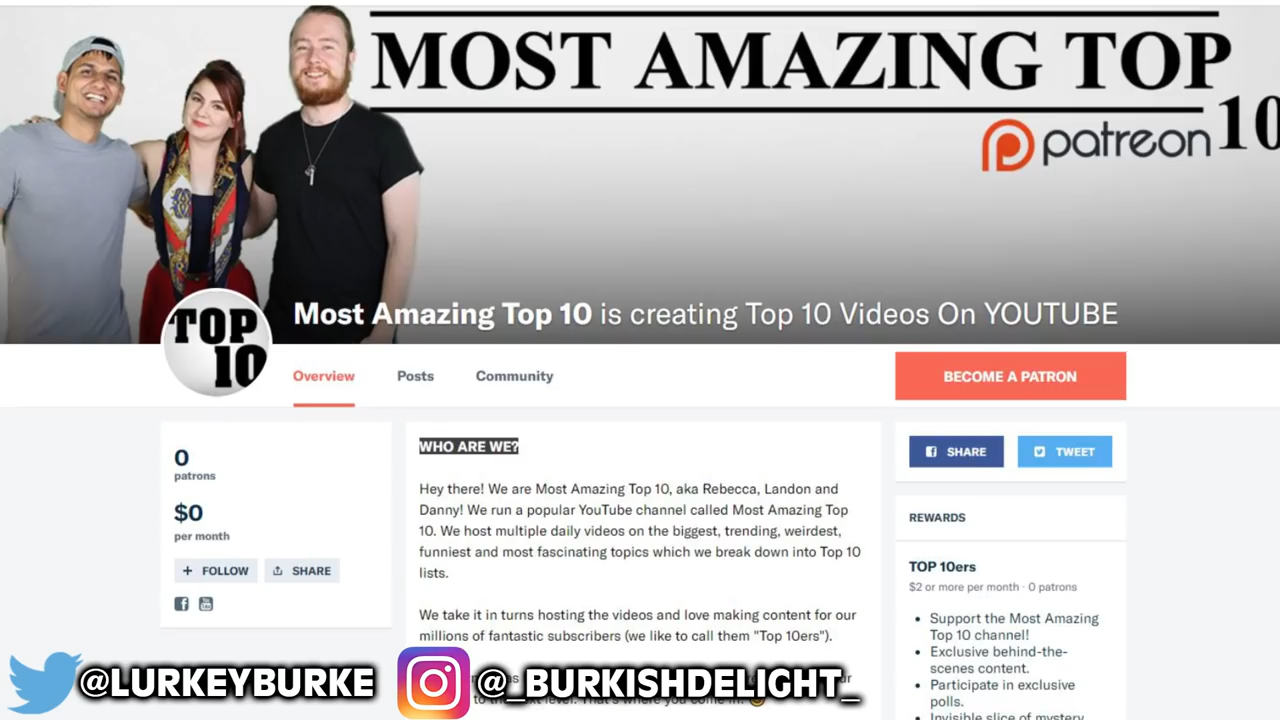 MOST AMAZING TOP
10
patreon
TOP
10
Most Amazing Top 10 is creating Top 10 Videos On YOUTUBE
Overview
Posts
Community
BECOME A PATRON
0
patrons
$0
per month
+ FOLLOW
SHARE
WHO ARE WE?
Hey there! We are Most Amazing Top 10, aka Rebecca, Landon and
Danny! We run a popular YouTube channel called Most Amazing Top
10. We host multiple daily videos on the biggest, trending, weirdest,
funniest and most fascinating topics which we break down into Top 10
lists.
We take it in turns hosting the videos and love making content for our
millions of fantastic subscribers (we like to call them "Top 10ers").
SHARE
TWEET
REWARDS
TOP 10ers
$2 or more per month · 0 patrons
• Support the Most Amazing
Top 10 channel!
• Exclusive behind-the-
scenes content.
• Participate in exclusive
polls.
• Invisible slice of mystery
@LURKEYBURKE
@_BURKISHDELIGHT_